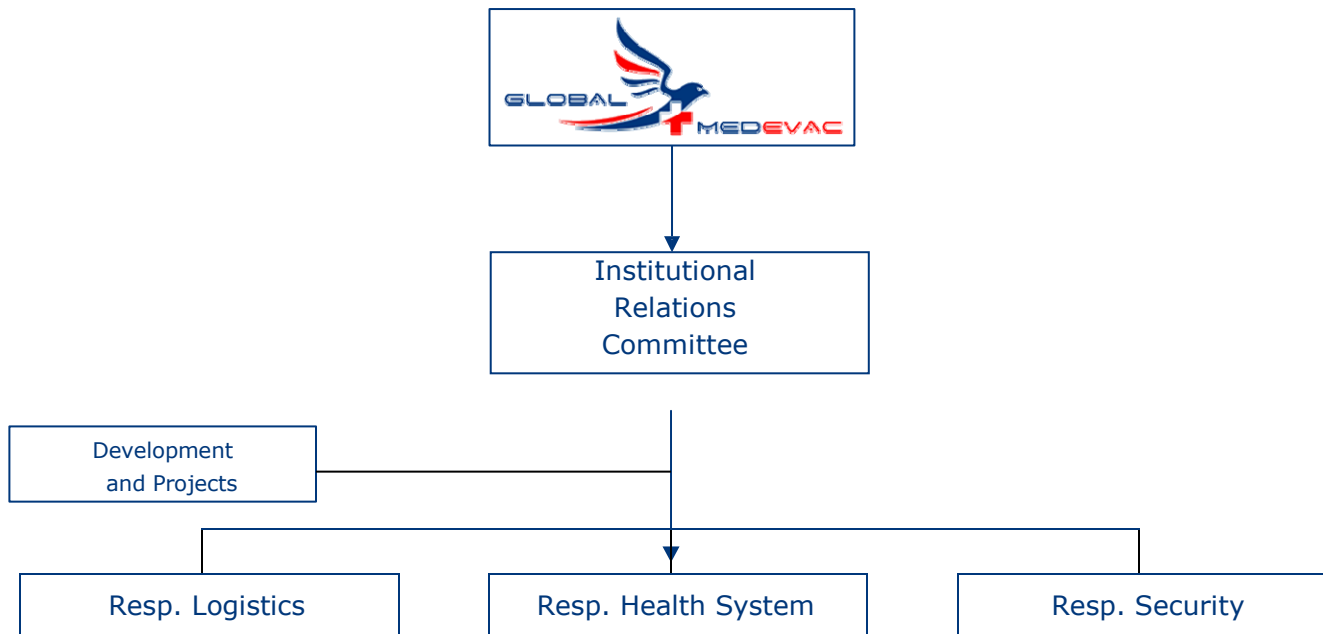 GLOBAL
MEDEVAC
Institutional
Relations
Committee
Development
and Projects
Resp. Logistics
Resp. Health System
Resp. Security